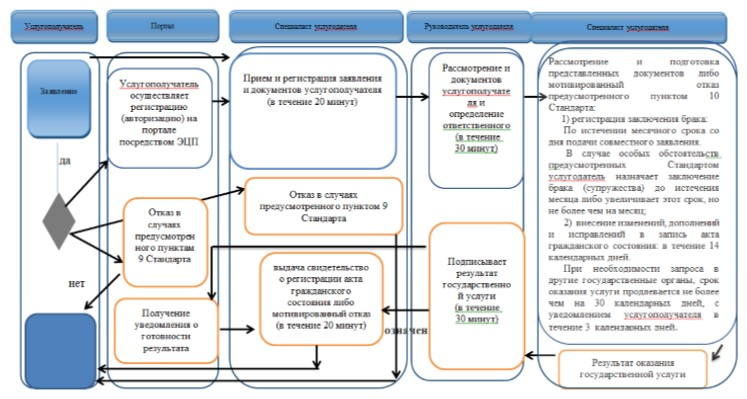 Услугополучатель
Портал
Специалист услугодателя
Руководитель услугодателя
Специалист услугодателя
Заявление
да
нет
Услугополучатель
осуществляет
регистрацию
(авторизацию) на
портале
посредством ЭЦП
Отказ в
случаях
предусмотрен
ного пунктам
9 Стандарта
Получение
уведомления о
готовности
результата
Прием и регистрация заявления
и документов услугополучателя
(в течение 20 минут)
Отказ в случаях
предусмотренного пунктом 9
Стандарта
выдача свидетельство
о регистрации акта
гражданского
состояния либо
мотивированный отказ
(в течение 20 минут)
означен
Рассмотрение и
документов
услугополучате
ля и
определение
ответственного
(в течение
30 минут)
Подписывает
результат
государственно
й услуги
(в течение
30 минут)
Рассмотрение и подготовка
представленных документов либо
мотивированный отказ
предусмотренного пунктом 10
Стандарта:
1) регистрация заключения брака:
По истечении месячного срока со
дня подачи совместного заявления.
В случае особых обстоятельств
предусмотренных Стандартом
услугодатель назначает заключение
брака (супружества) до истечения
месяца либо увеличивает этот срок, но
не более чем на месяц;
2) внесение изменений, дополнений
и исправлений в запись акта
гражданского состояния: в течение 14
календарных дней.
При необходимости запроса в
другие государственные органы, срок
оказания услуги продлевается не более
чем на 30 календарных дней, с
уведомлением услугополучателя в
течение 3 календарных дней.
Результат оказания
государственной услуги